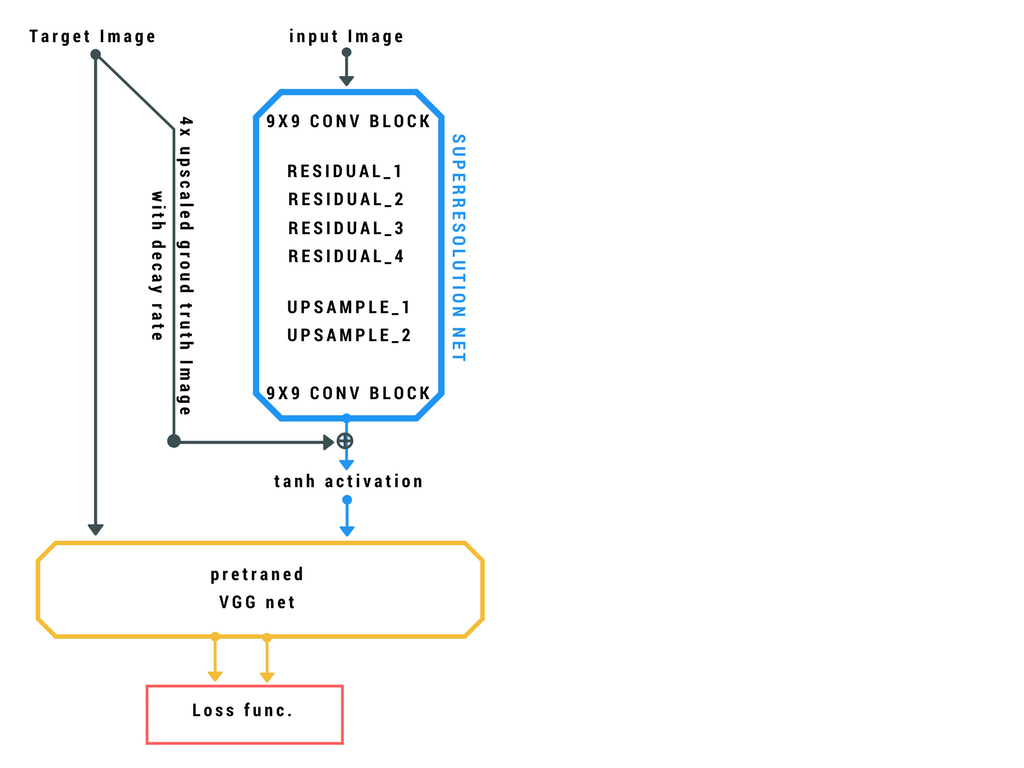 Target Image
input Image
9X9 CONV BLOCK
RESIDUAL_1
RESIDUAL_2
RESIDUAL_3
RESIDUAL_4
UPSAMPLE_1
UPSAMPLE_2
9X9 CONV BLOCK
SUPERRESOLUTION NET
4x upscaled groud truth Image
with decay rate
tanh activation
pretraned
VGG net
Loss func.